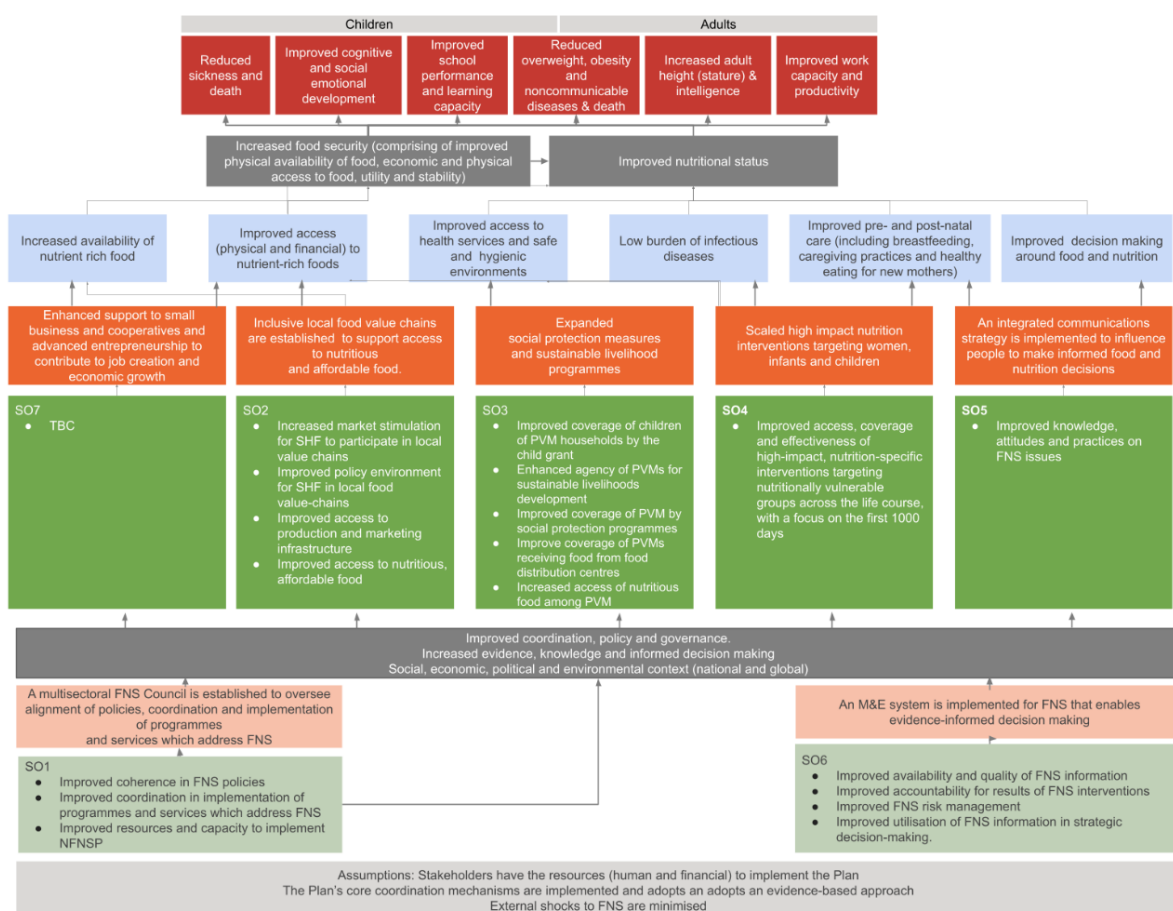 Children
Adults
Reduced
sickness and
death
Improved cognitive
and social
emotional
development
Improved
school
performance
and learning
capacity
Reduced
overweight, obesity
and
noncommunicable
diseases & death
Increased adult
height (stature) &
intelligence
Improved work
capacity and
productivity
Increased food security (comprising of improved
physical availability of food, economic and physical
access to food, utility and stability)
Improved nutritional status
Increased availability of
nutrient rich food
Improved access
(physical and financial) to
nutrient-rich foods
Improved access to
health services and safe
and hygienic
environments
Low burden of infectious
diseases
Improved pre- and post-natal
care (including breastfeeding,
caregiving practices and healthy
eating for new mothers)
Improved decision making
around food and nutrition
Enhanced support to small
business and cooperatives and
advanced entrepreneurship to
contribute to job creation and
economic growth
Inclusive local food value chains
are established to support access
to nutritious
and affordable food.
Expanded
social protection measures
and sustainable livelihood
programmes
Scaled high impact nutrition
interventions targeting women,
infants and children
An integrated communications
strategy is implemented to influence
people to make informed food and
nutrition decisions
SO7
● TBC
SO2
● Increased market stimulation
for SHF to participate in local
value chains
● Improved policy environment
for SHF in local food
value-chains
● Improved access to
production and marketing
infrastructure
● Improved access to nutritious,
affordable food
SO3
● Improved coverage of children
of PVM households by the
child grant
● Enhanced agency of PVMs for
sustainable livelihoods
development
● Improved coverage of PVM by
social protection programmes
● Improve coverage of PVMs
receiving food from food
distribution centres
● Increased access of nutritious
food among PVM
SO4
● Improved access, coverage
and effectiveness of
high-impact, nutrition-specific
interventions targeting
nutritionally vulnerable
groups across the life course,
with a focus on the first 1000
days
SO5
● Improved knowledge,
attitudes and practices on
FNS issues
Improved coordination, policy and governance.
Increased evidence, knowledge and informed decision making
Social, economic, political and environmental context (national and global)
A multisectoral FNS Council is established to oversee
alignment of policies, coordination and implementation
of programmes
and services which address FNS
An M&E system is implemented for FNS that enables
evidence-informed decision making
SO1
● Improved coherence in FNS policies
● Improved coordination in implementation of
programmes and services which address FNS
● Improved resources and capacity to implement
NFNSP
SO6
● Improved availability and quality of FNS information
● Improved accountability for results of FNS interventions
● Improved FNS risk management
● Improved utilisation of FNS information in strategic
decision-making.
Assumptions: Stakeholders have the resources (human and financial) to implement the Plan
The Plan's core coordination mechanisms are implemented and adopts an adopts an evidence-based approach
External shocks to FNS are minimised